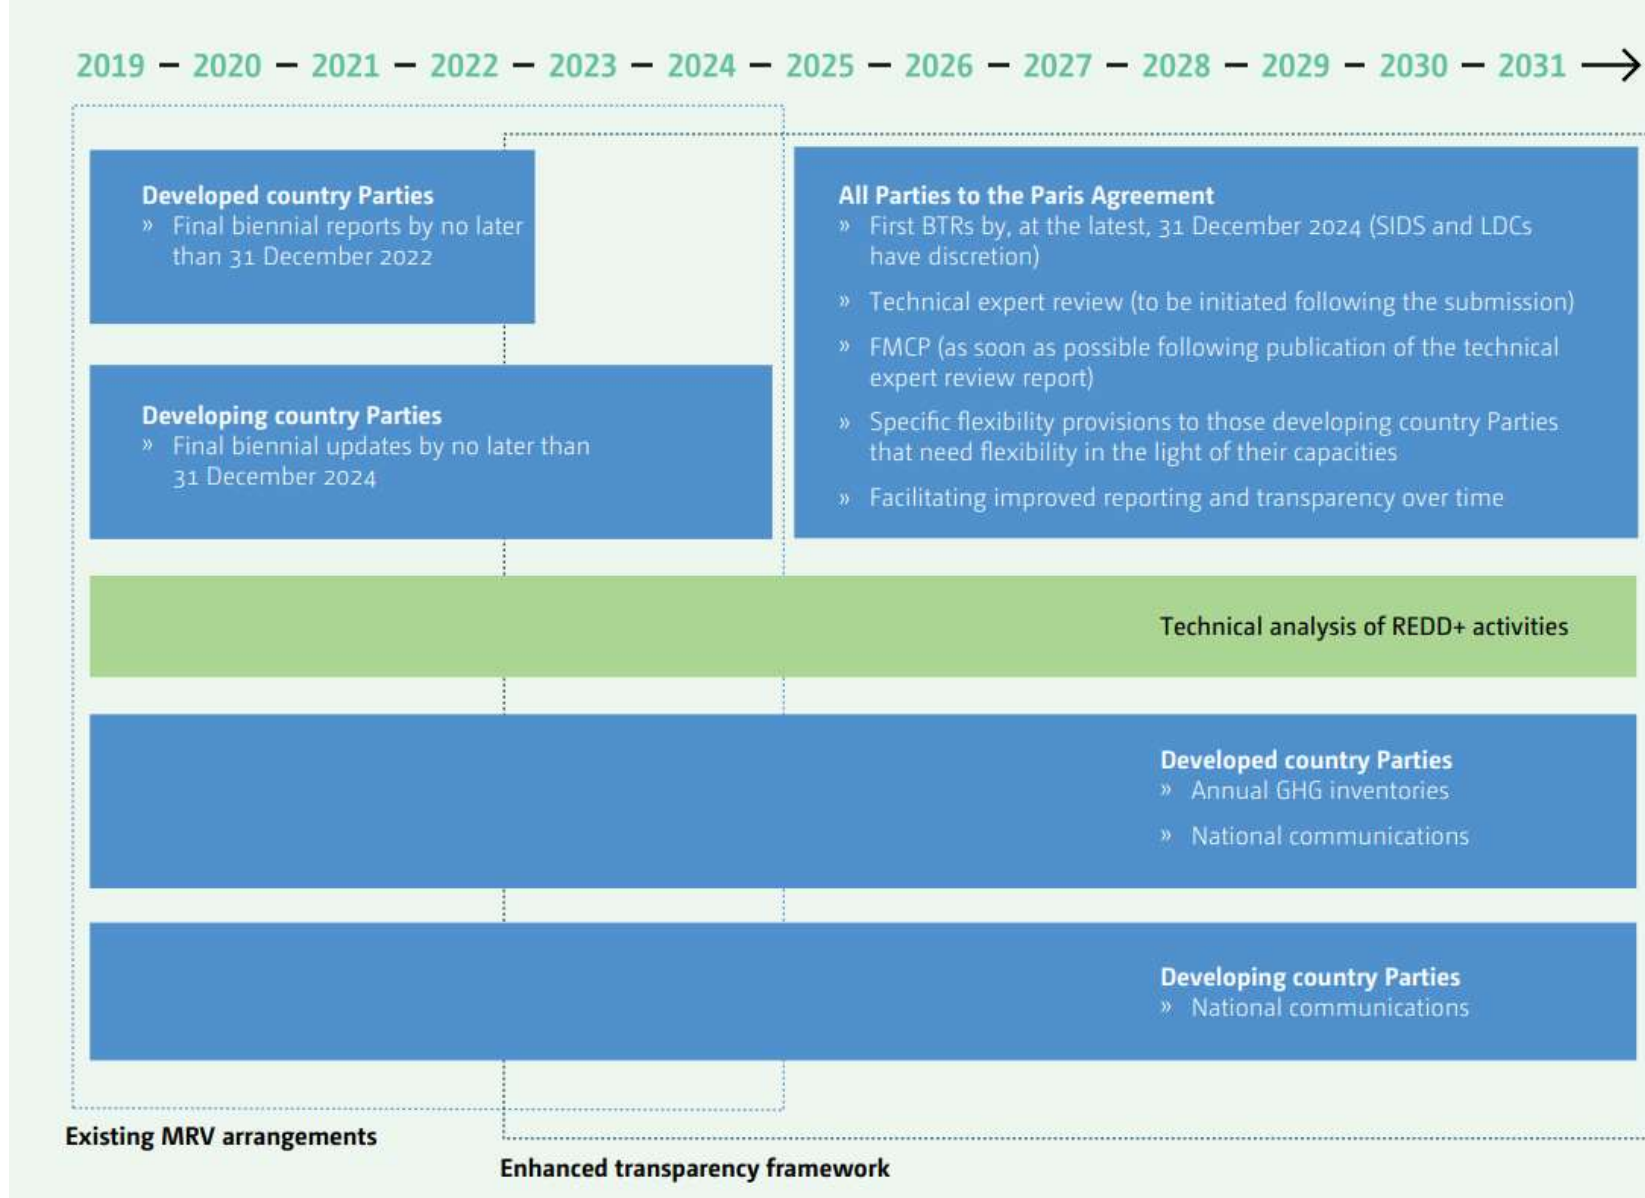 2019 – 2020 – 2021 – 2022 – 2023 – 2024 – 2025 – 2026 – 2027 – 2028 – 2029 – 2030 – 2031 →
Developed country Parties
» Final biennial reports by no later
than 31 December 2022
Developing country Parties
» Final biennial updates by no later than
31 December 2024
All Parties to the Paris Agreement
» First BTRs by, at the latest, 31 December 2024 (SIDS and LDCs
have discretion)
» Technical expert review (to be initiated following the submission)
» FMCP (as soon as possible following publication of the technical
expert review report)
» Specific flexibility provisions to those developing country Parties
that need flexibility in the light of their capacities
» Facilitating improved reporting and transparency over time
Technical analysis of REDD+ activities
Developed country Parties
» Annual GHG inventories
» National communications
Developing country Parties
» National communications
Existing MRV arrangements
Enhanced transparency framework